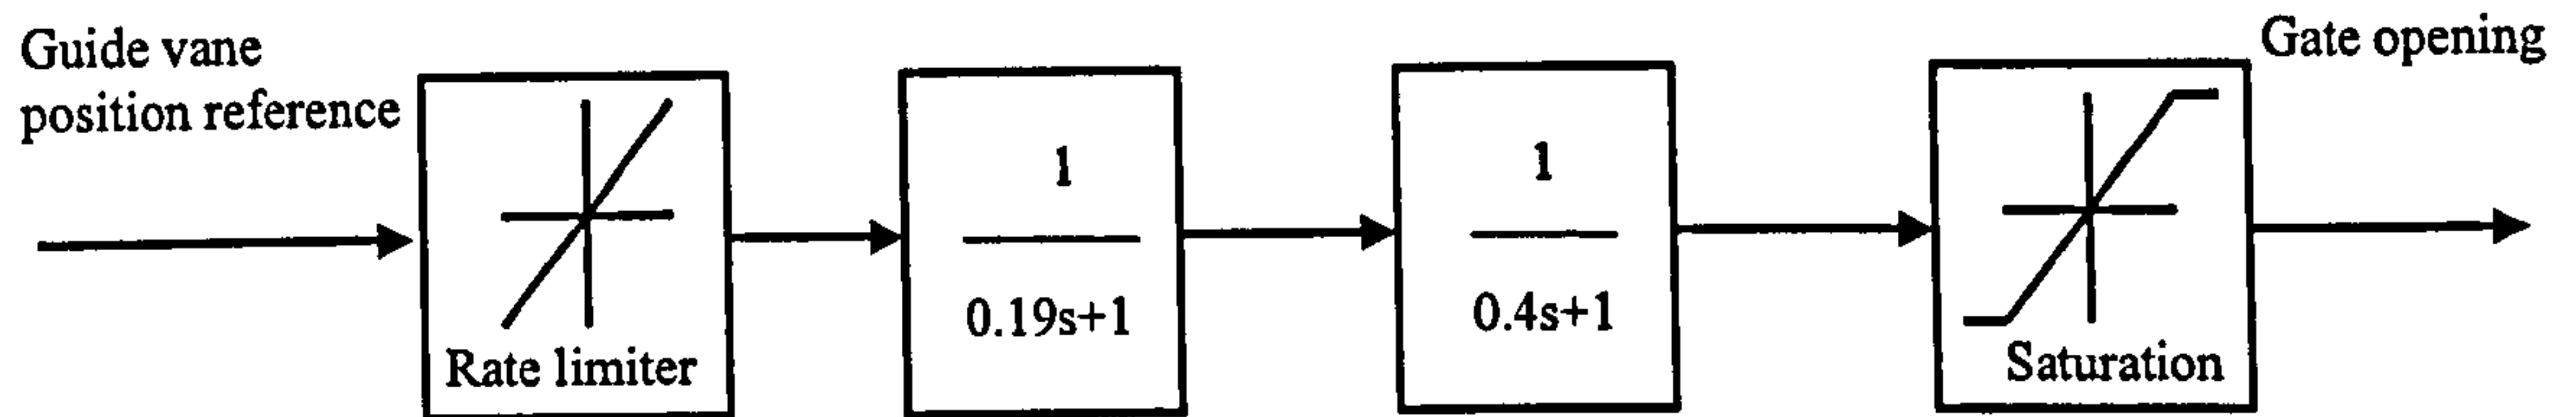 Guide vane
position reference
Rate limiter
1
0.19s+1
1
0.4s+1
Saturation
Gate opening